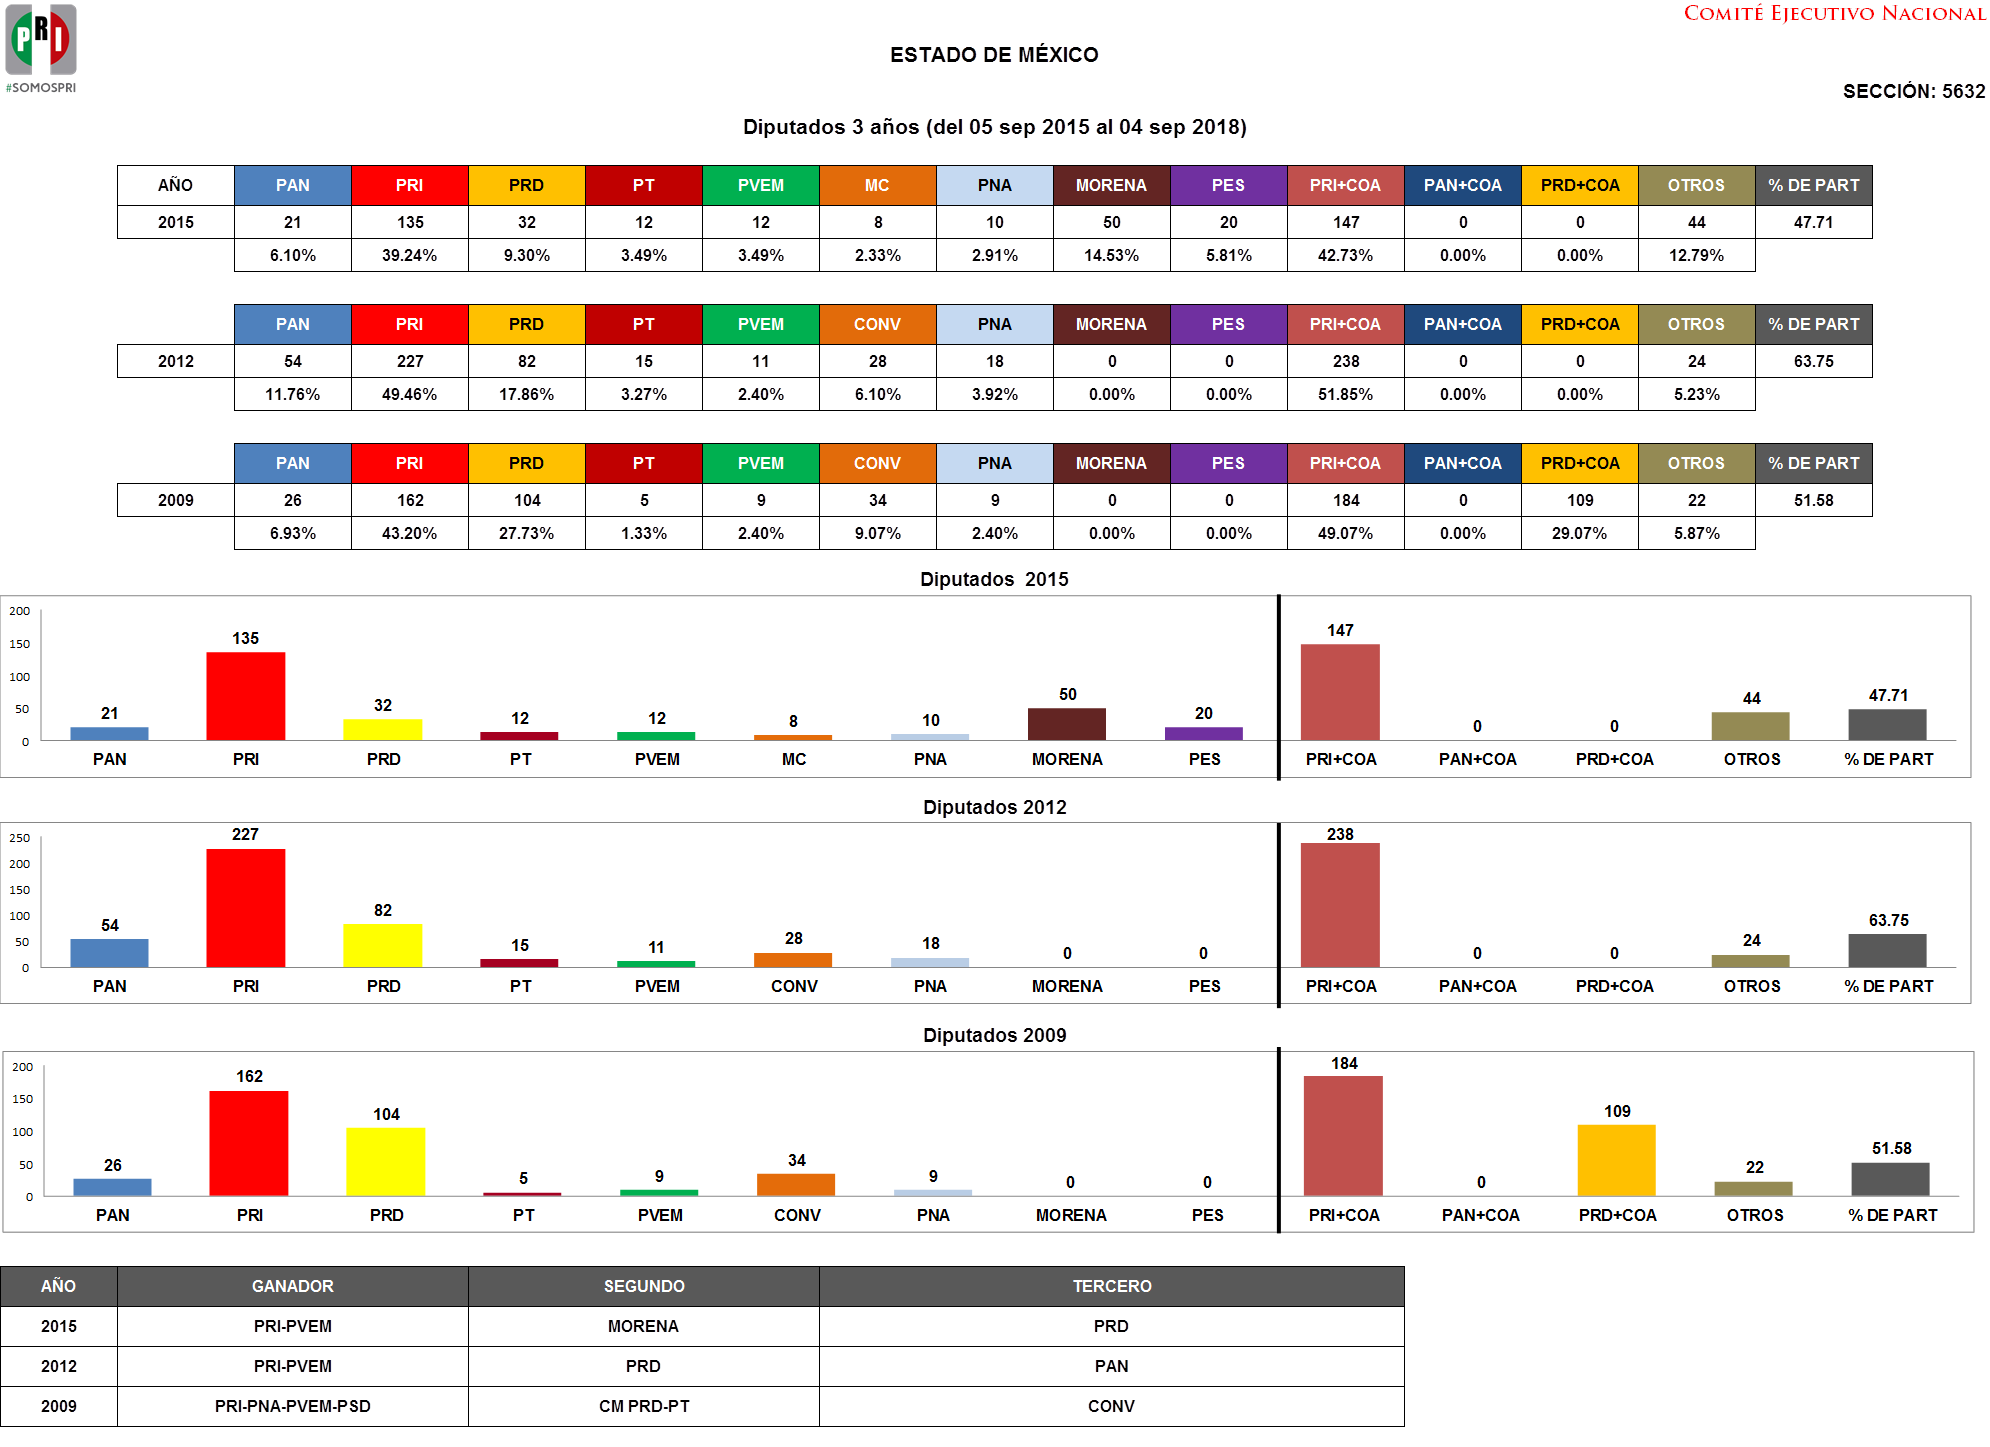 PRI
#SOMOSPRI
COMITÉ EJECUTIVO NACIONAL
ESTADO DE MÉXICO
SECCIÓN: 5632
Diputados 3 años (del 05 sep 2015 al 04 sep 2018)
AÑO PAN PRI PRD PT PVEM MC PNA MORENA PES PRI+COA PAN+COA PRD+COA OTROS % DE PART
2015 21 135 32 12 12 8 10 50 20 147 0 0 44 47.71
6.10% 39.24% 9.30% 3.49% 3.49% 2.33% 2.91% 14.53% 5.81% 42.73% 0.00% 0.00% 12.79%
PAN PRI PRD PT PVEM CONV PNA MORENA PES PRI+COA PAN+COA PRD+COA OTROS % DE PART
2012 54 227 82 15 11 28 18 0 0 238 0 0 24 63.75
11.76% 49.46% 17.86% 3.27% 2.40% 6.10% 3.92% 0.00% 0.00% 51.85% 0.00% 0.00% 5.23%
PAN PRI PRD PT PVEM CONV PNA MORENA PES PRI+COA PAN+COA PRD+COA OTROS % DE PART
2009 26 162 104 5 9 34 9 0 0 184 0 109 22 51.58
6.93% 43.20% 27.73% 1.33% 2.40% 9.07% 2.40% 0.00% 0.00% 49.07% 0.00% 29.07% 5.87%
Diputados 2015
200
150
100
50
0
21 135 32 12 12 8 10 50 20 147 0 0 44 47.71
PAN PRI PRD PT PVEM MC PNA MORENA PES PRI+COA PAN+COA PRD+COA OTROS % DE PART
Diputados 2012
250
200
150
100
50
0
54 227 82 15 11 28 18 0 0 238 0 0 24 63.75
PAN PRI PRD PT PVEM CONV PNA MORENA PES PRI+COA PAN+COA PRD+COA OTROS % DE PART
Diputados 2009
200
150
100
50
0
26 162 104 5 9 34 9 0 0 184 0 109 22 51.58
PAN PRI PRD PT PVEM CONV PNA MORENA PES PRI+COA PAN+COA PRD+COA OTROS % DE PART
AÑO GANADOR SEGUNDO TERCERO
2015 PRI-PVEM MORENA PRD
2012 PRI-PVEM PRD PAN
2009 PRI-PNA-PVEM-PSD CM PRD-PT CONV